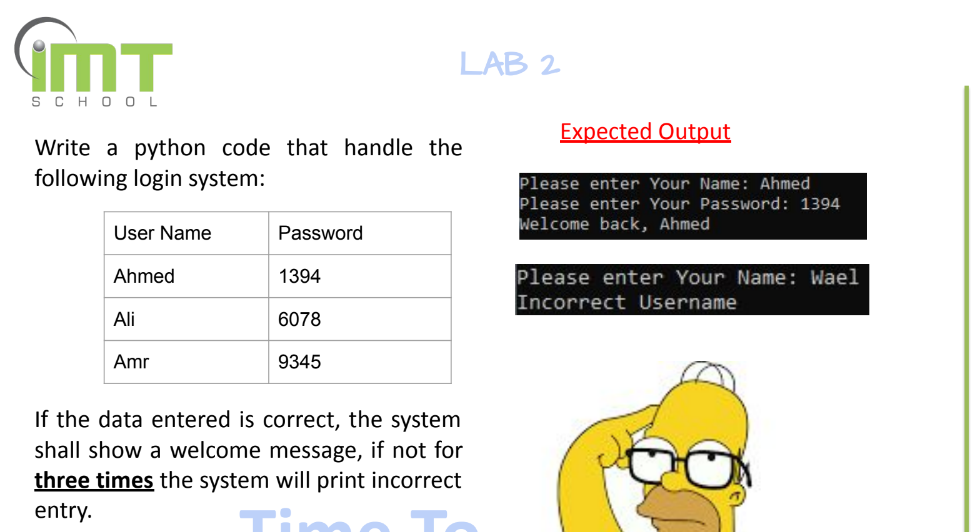 iMT
SCHOOL
LAB 2
Write a python code that handle the
following login system:
User Name Password
Ahmed 1394
Ali 6078
Amr 9345
If the data entered is correct, the system
shall show a welcome message, if not for
three times the system will print incorrect
entry.
Time To
Expected Output
Please enter Your Name: Ahmed
Please enter Your Password: 1394
Welcome back, Ahmed
Please enter Your Name: Wael
Incorrect Username